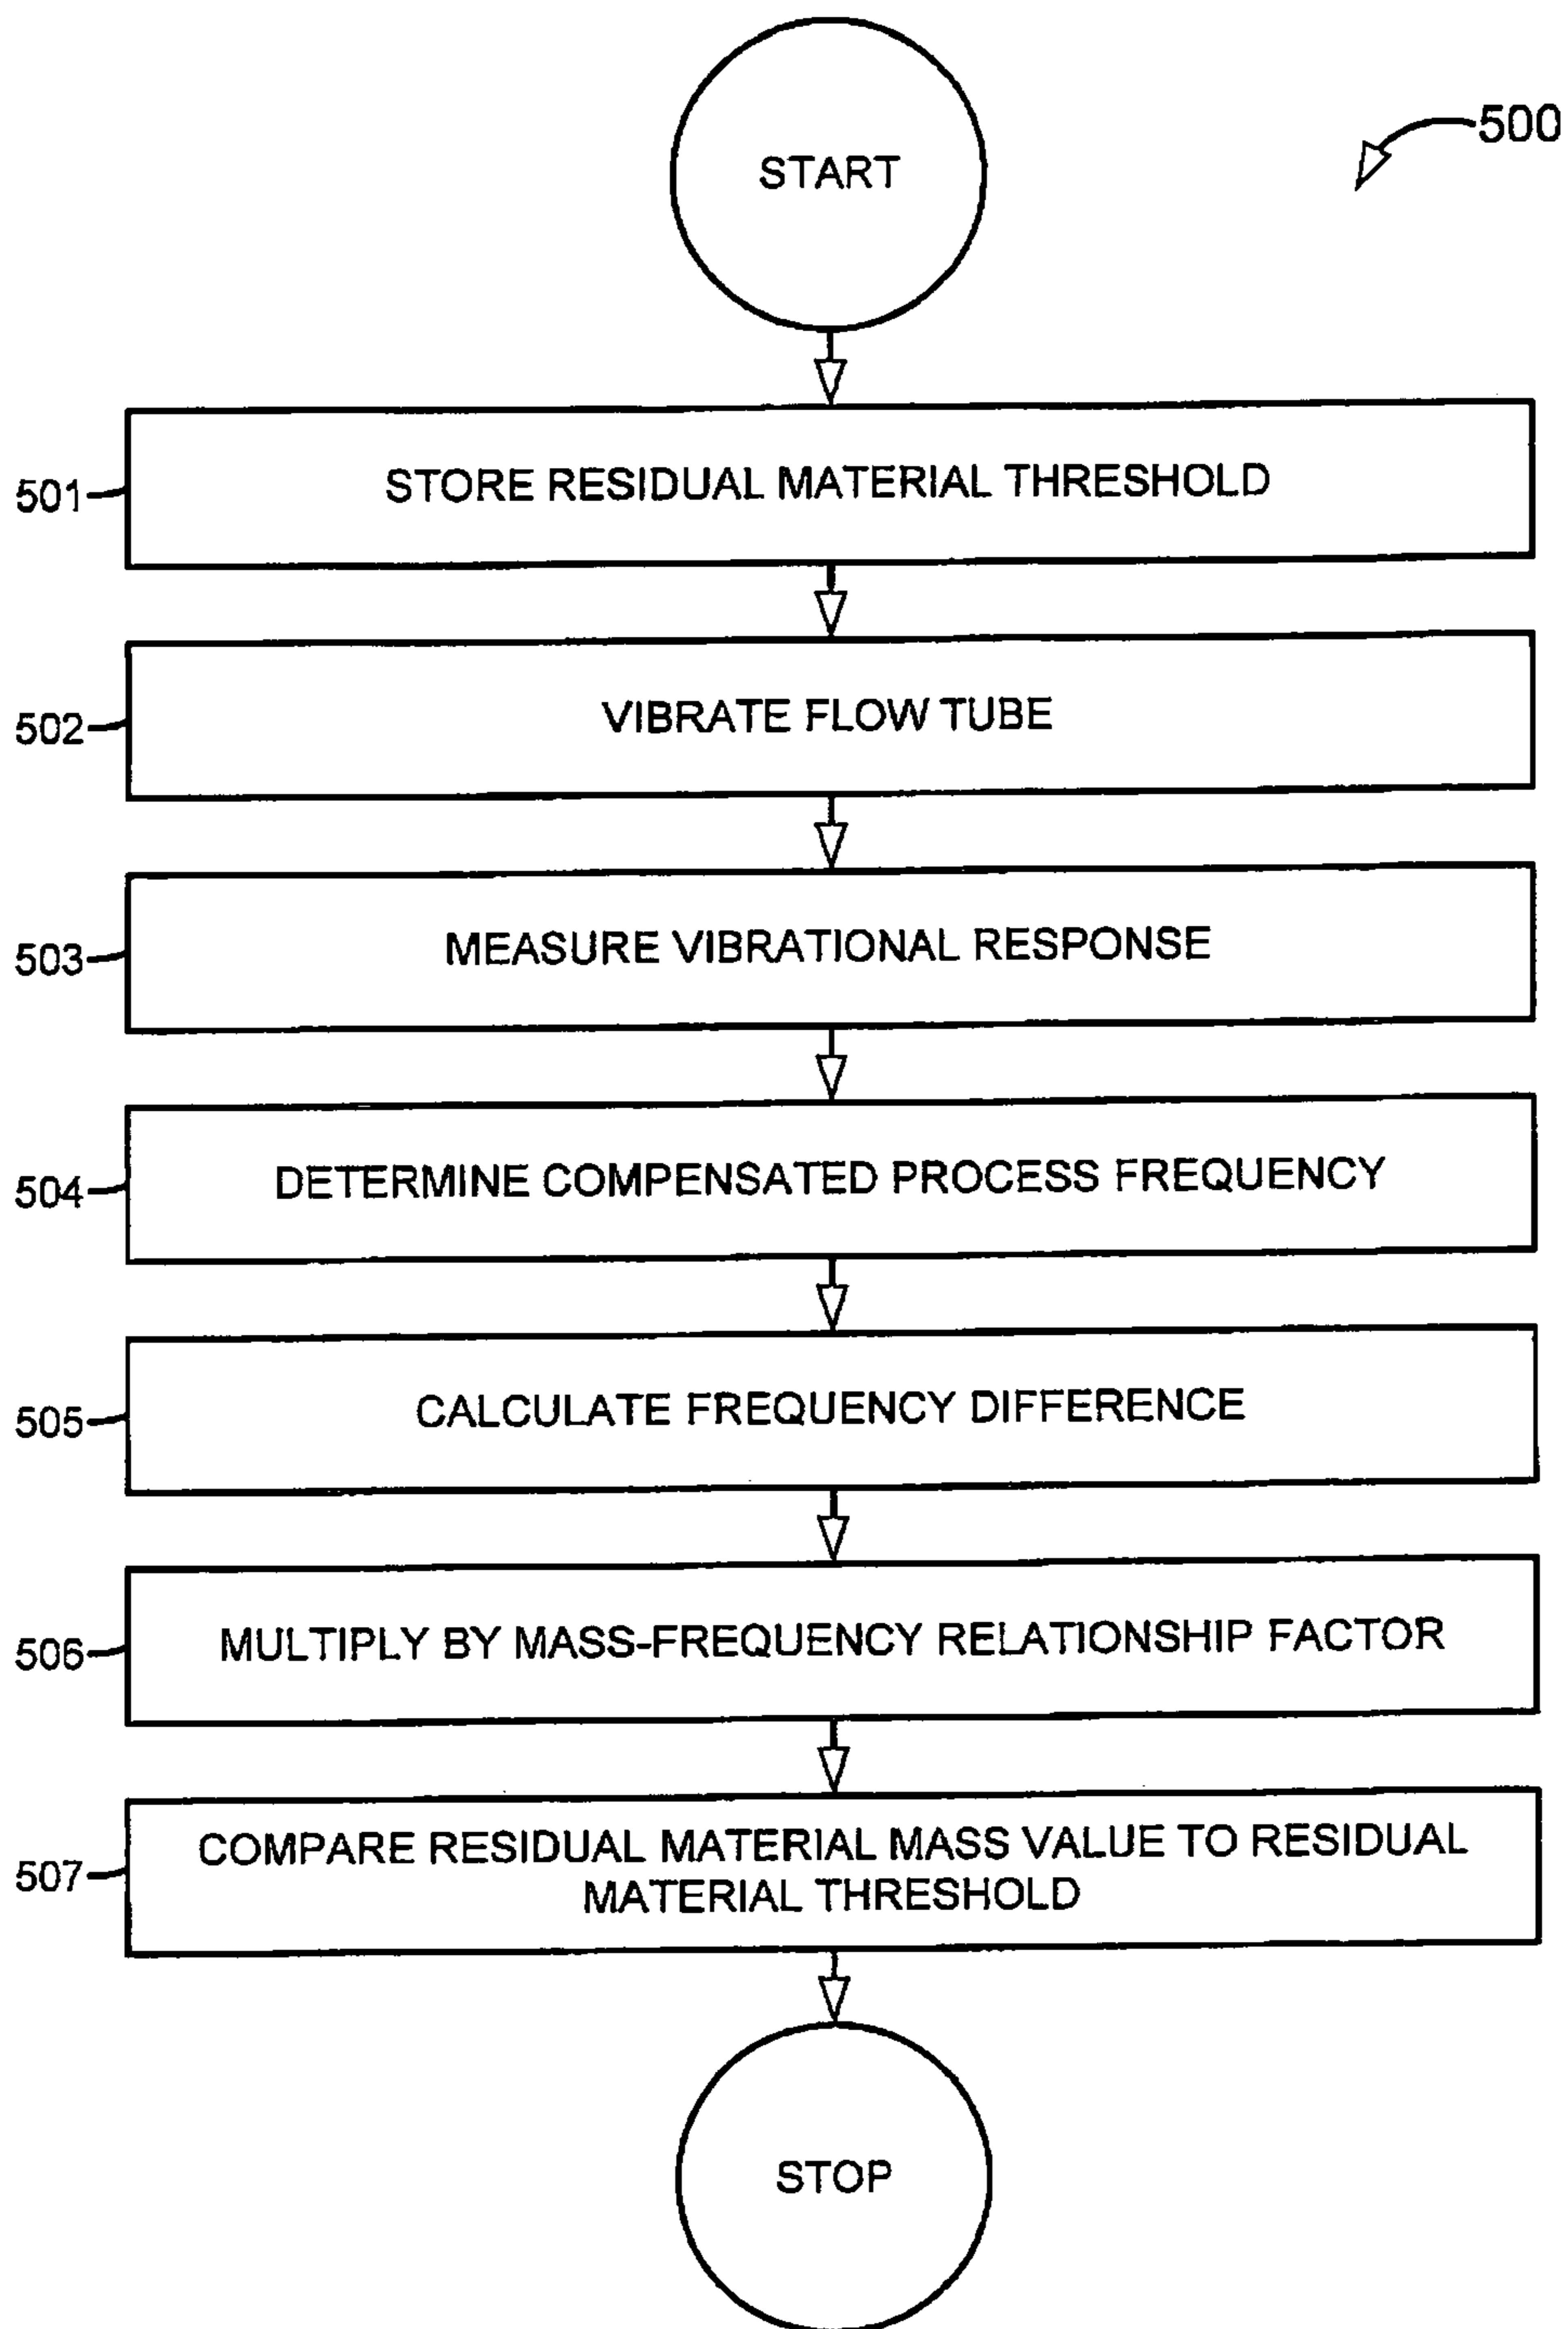 START
500
501
STORE RESIDUAL MATERIAL THRESHOLD
502
VIBRATE FLOW TUBE
503
MEASURE VIBRATIONAL RESPONSE
504
DETERMINE COMPENSATED PROCESS FREQUENCY
505
CALCULATE FREQUENCY DIFFERENCE
506
MULTIPLY BY MASS-FREQUENCY RELATIONSHIP FACTOR
507
COMPARE RESIDUAL MATERIAL MASS VALUE TO RESIDUAL
MATERIAL THRESHOLD
STOP